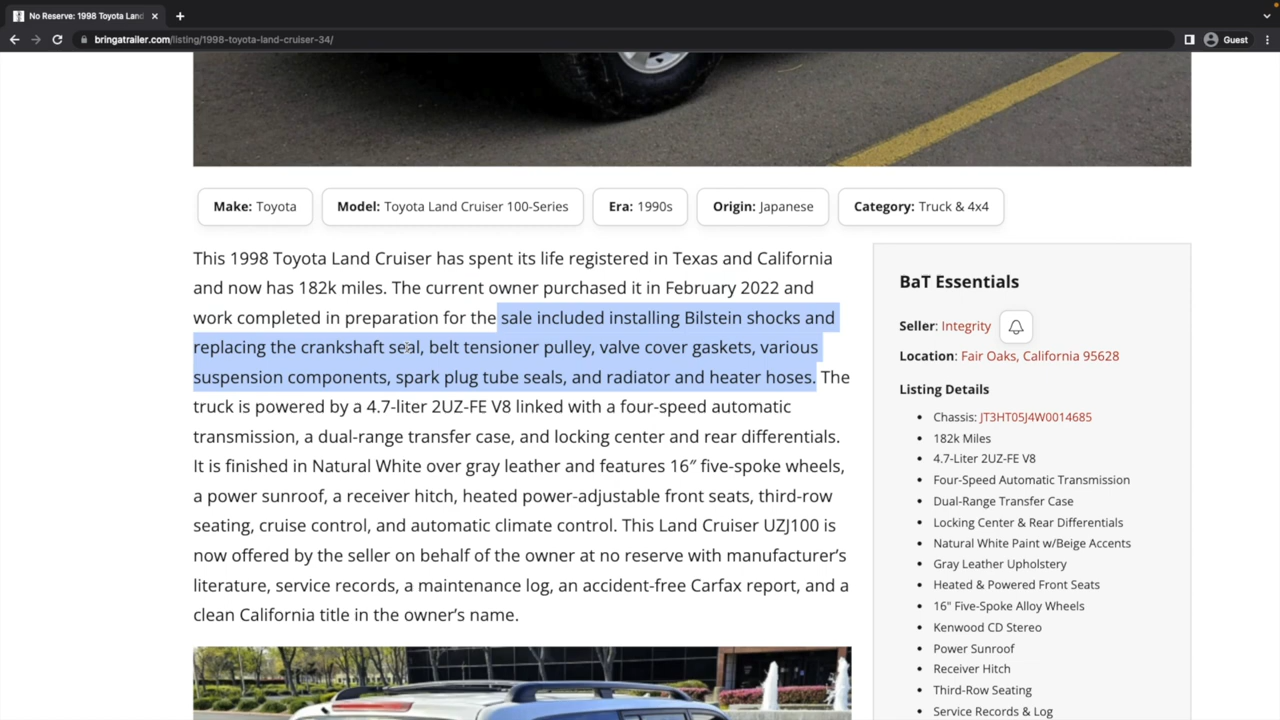 No Reserve: 1998 Toyota Land
bringatrailer.com/listing/1998-toyota-land-cruiser-34/
Guest
Make: Toyota
Model: Toyota Land Cruiser 100-Series
Era: 1990s
Origin: Japanese
Category: Truck & 4x4
This 1998 Toyota Land Cruiser has spent its life registered in Texas and California
and now has 182k miles. The current owner purchased it in February 2022 and
work completed in preparation for the sale included installing Bilstein shocks and
replacing the crankshaft seal, belt tensioner pulley, valve cover gaskets, various
suspension components, spark plug tube seals, and radiator and heater hoses. The
truck is powered by a 4.7-liter 2UZ-FE V8 linked with a four-speed automatic
transmission, a dual-range transfer case, and locking center and rear differentials.
It is finished in Natural White over gray leather and features 16″ five-spoke wheels,
a power sunroof, a receiver hitch, heated power-adjustable front seats, third-row
seating, cruise control, and automatic climate control. This Land Cruiser UZJ100 is
now offered by the seller on behalf of the owner at no reserve with manufacturer’s
literature, service records, a maintenance log, an accident-free Carfax report, and a
clean California title in the owner’s name.
BaT Essentials
Seller: Integrity
Location: Fair Oaks, California 95628
Listing Details
Chassis: JT3HT05J4W0014685
182k Miles
4.7-Liter 2UZ-FE V8
Four-Speed Automatic Transmission
Dual-Range Transfer Case
Locking Center & Rear Differentials
Natural White Paint w/Beige Accents
Gray Leather Upholstery
Heated & Powered Front Seats
16" Five-Spoke Alloy Wheels
Kenwood CD Stereo
Power Sunroof
Receiver Hitch
Third-Row Seating
Service Records & Log